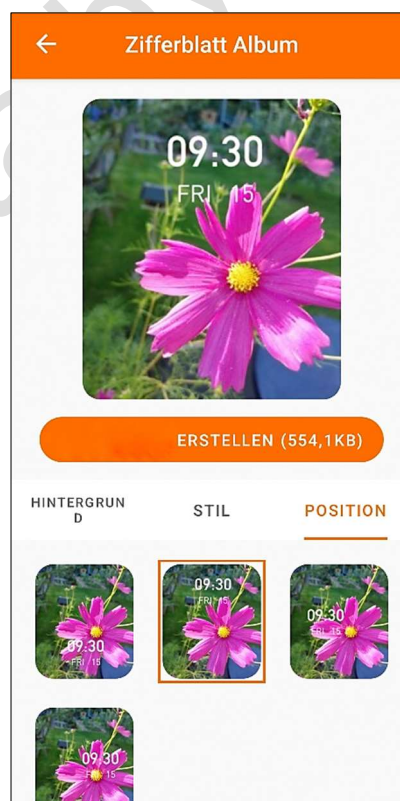 Zifferblatt Album
09:30
FRI 15
ERSTELLEN (554,1KB)
HINTERGRUN
D
STIL
POSITION
09:30
FRI 15
09:30
FRI 15
09:30
FRI 15
09:30
FRI 15